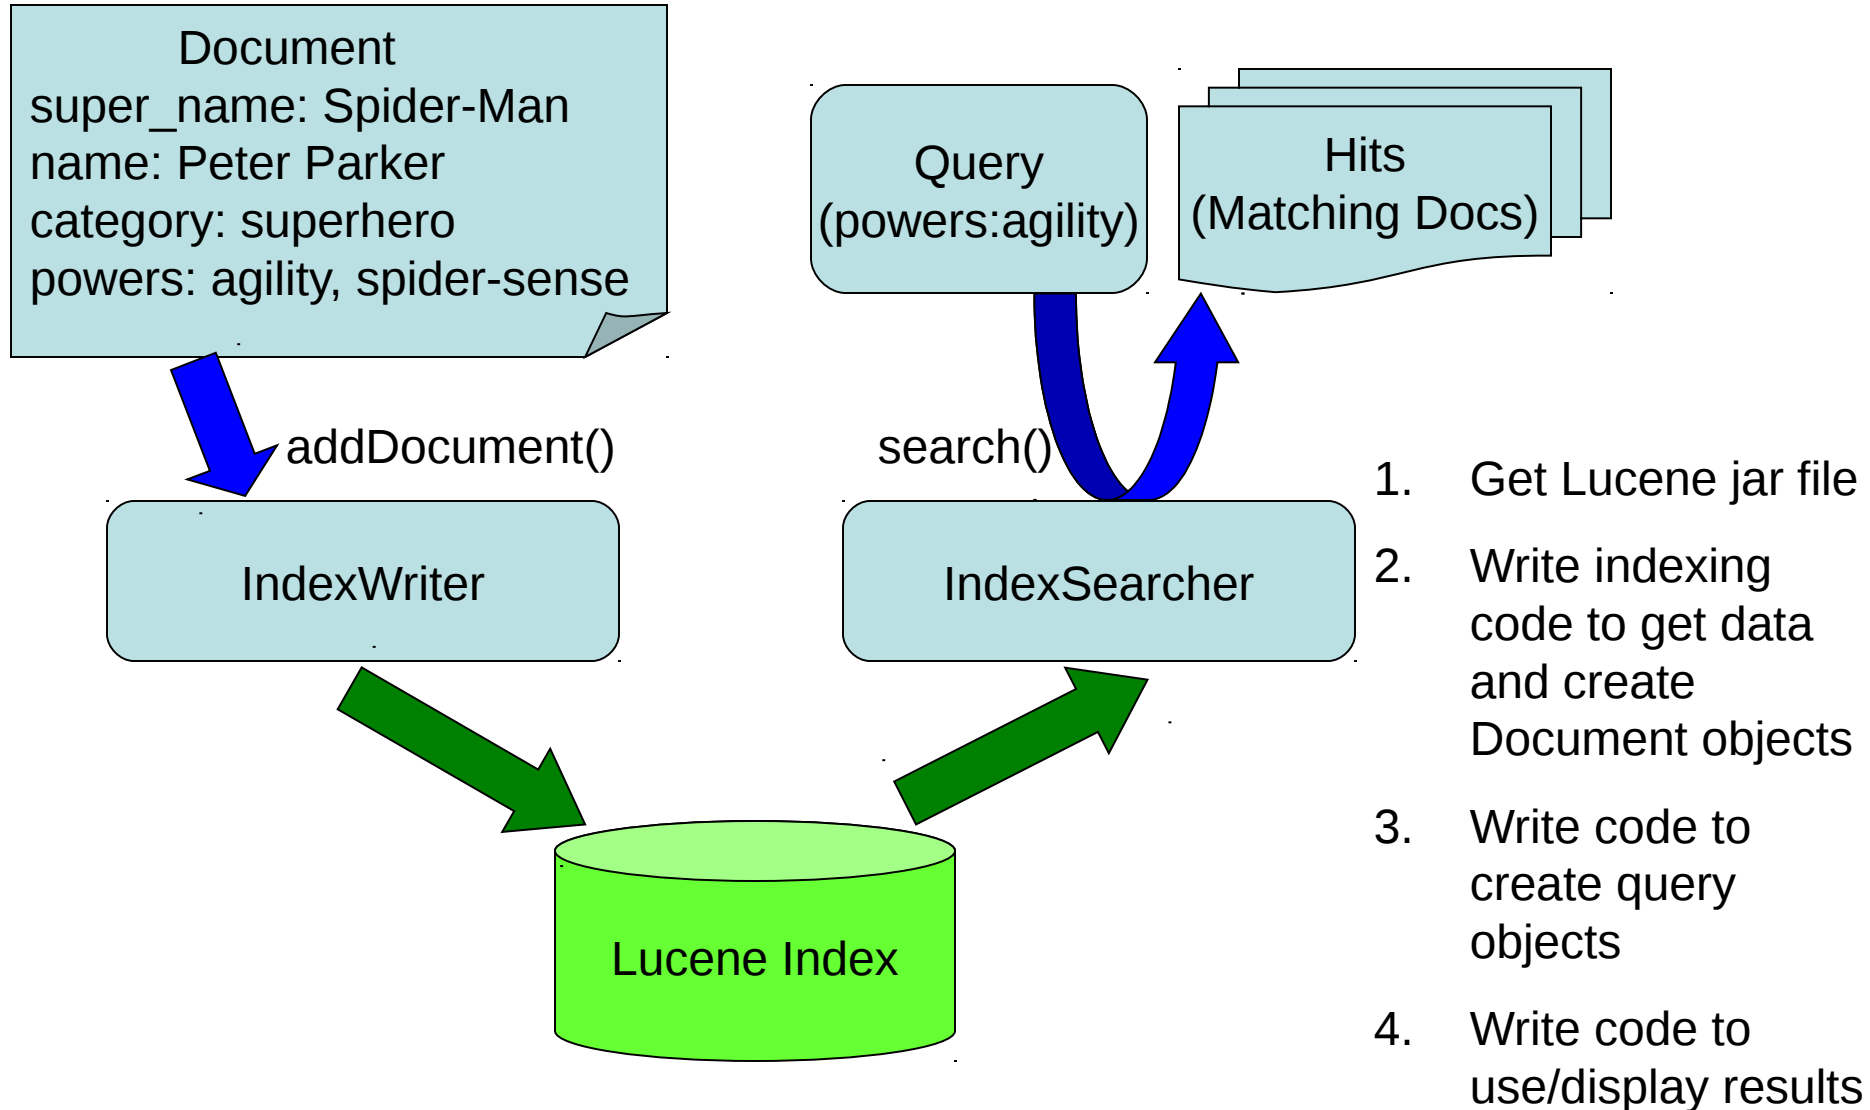 Document
super_name: Spider-Man
name: Peter Parker
category: superhero
powers: agility, spider-sense
Query
(powers:agility)
Hits
(Matching Docs)
addDocument()
search()
IndexWriter
IndexSearcher
Lucene Index
1. Get Lucene jar file
2. Write indexing
code to get data
and create
Document objects
3. Write code to
create query
objects
4. Write code to
use/display results